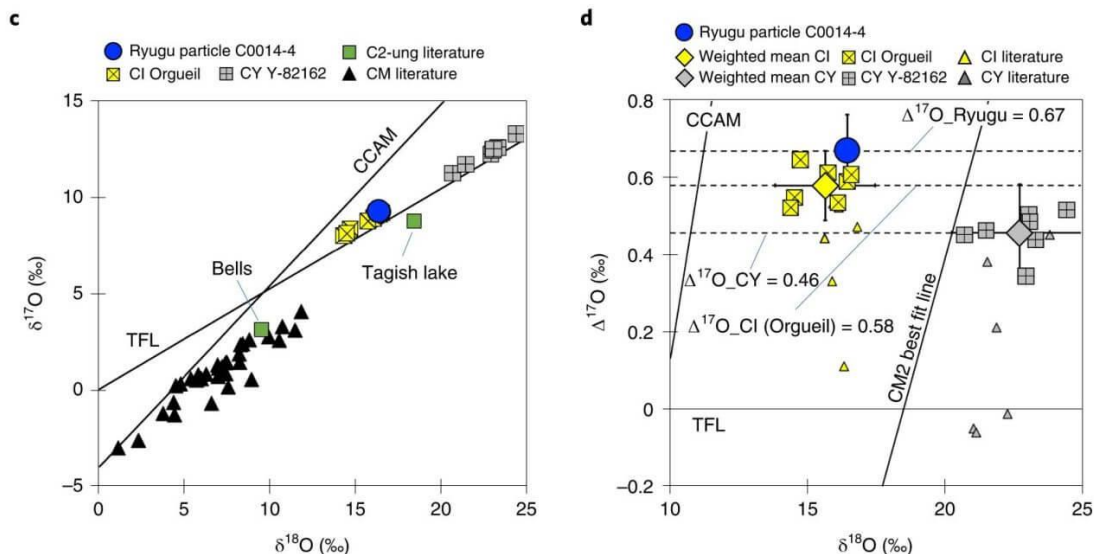 c
Ryugu particle C0014-4
C2-ung literature
CI Orgueil
CY Y-82162
CM literature
15
10
5
0
–5
0
5
10
15
20
25
δ¹⁷O (‰)
δ¹⁸O (‰)
CCAM
TFL
Bells
Tagish lake
d
Ryugu particle C0014-4
Weighted mean CI
CI Orgueil
CI literature
Weighted mean CY
CY Y-82162
CY literature
0.8
0.6
0.4
0.2
0
–0.2
10
15
20
25
Δ¹⁷O (‰)
δ¹⁸O (‰)
CCAM
Δ¹⁷O_Ryugu = 0.67
Δ¹⁷O_CY = 0.46
Δ¹⁷O_CI (Orgueil) = 0.58
CM2 best fit line
TFL